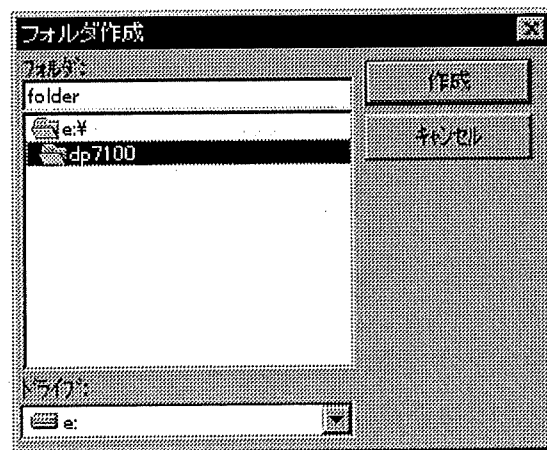 フォルダ作成
フォルダ:
folder
作成
e:¥
キャンセル
dp7100
ドライブ:
e: